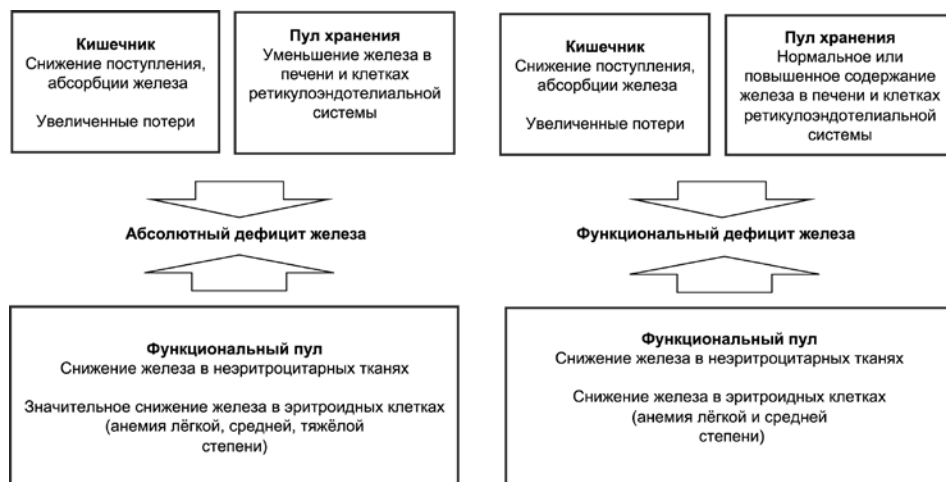 Кишечник
Снижение поступления,
абсорбции железа
Увеличенные потери
Пул хранения
Уменьшение железа в
печени и клетках
ретикулоэндотелиальной
системы
Абсолютный дефицит железа
Функциональный пул
Снижение железа в неэритроцитарных тканях
Значительное снижение железа в эритроидных клетках
(анемия лёгкой, средней, тяжёлой
степени)
Кишечник
Снижение поступления,
абсорбции железа
Увеличенные потери
Пул хранения
Нормальное или
повышенное содержание
железа в печени и клетках
ретикулоэндотелиальной
системы
Функциональный дефицит железа
Функциональный пул
Снижение железа в неэритроцитарных тканях
Снижение железа в эритроидных клетках
(анемия лёгкой и средней
степени)